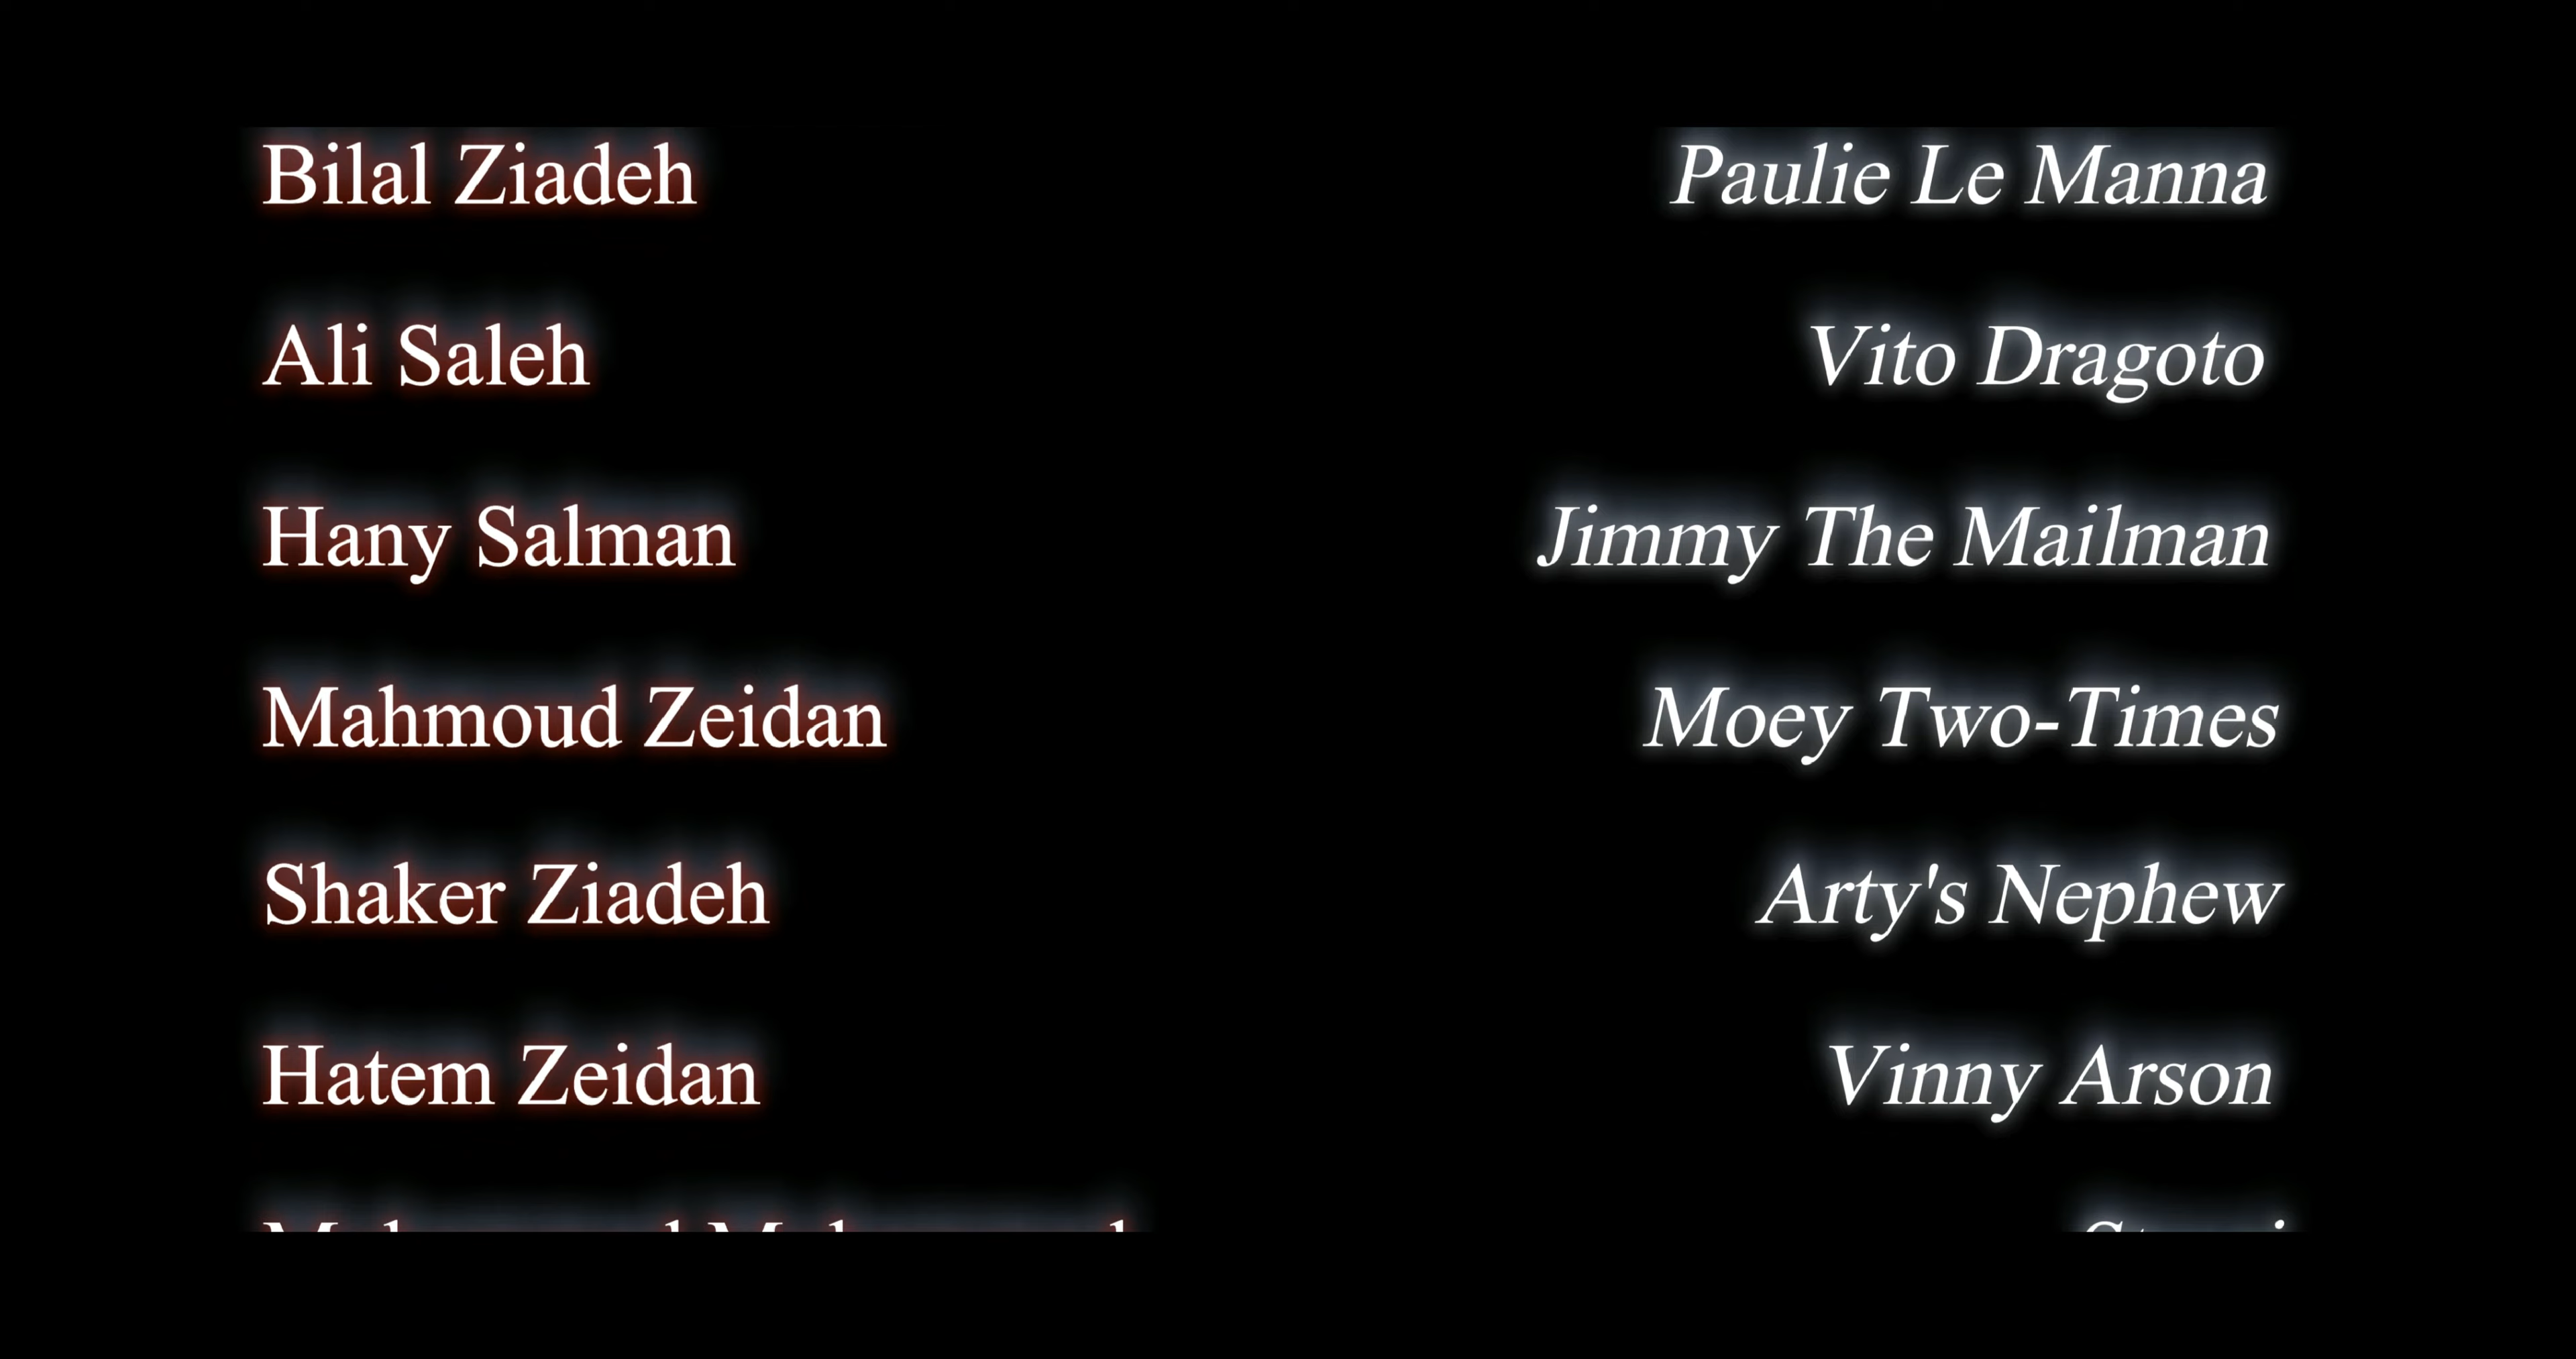 Bilal Ziadeh Paulie Le Manna
Ali Saleh Vito Dragoto
Hany Salman Jimmy The Mailman
Mahmoud Zeidan Moey Two-Times
Shaker Ziadeh Arty's Nephew
Hatem Zeidan Vinny Arson